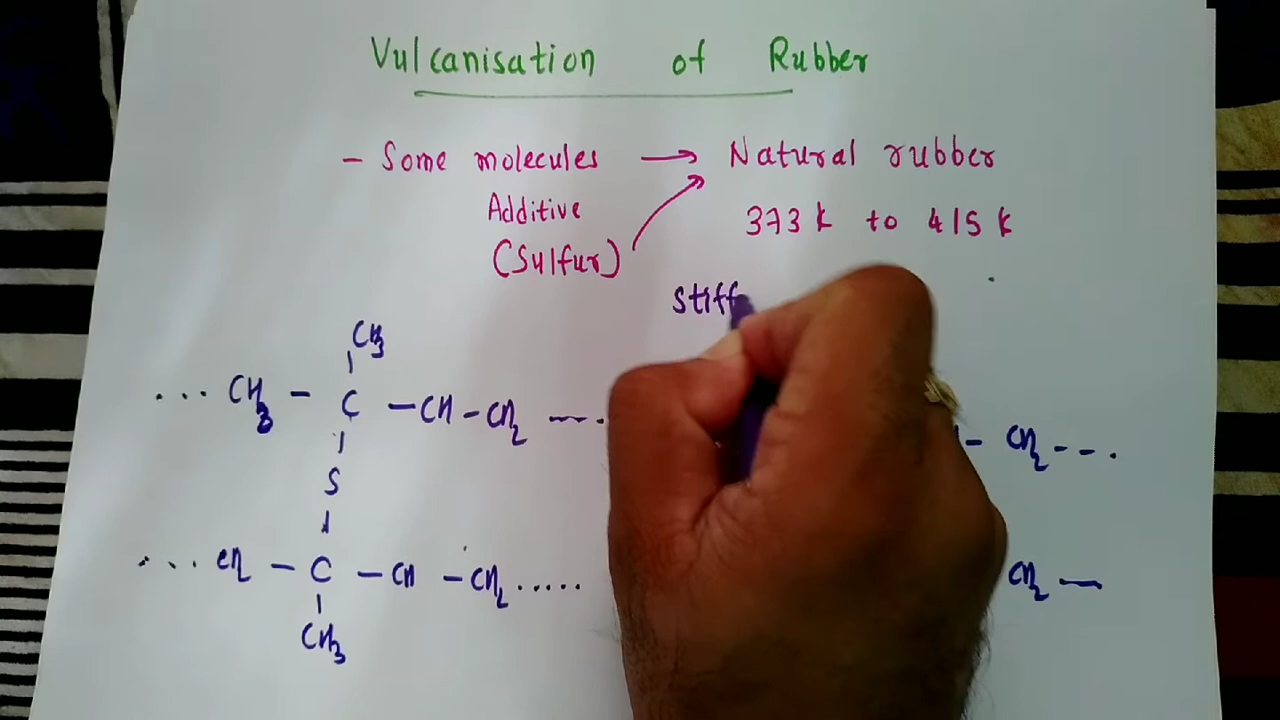 Vulcanisation of Rubber
- Some molecules → Natural rubber
Additive
373 k to 415 k
(Sulfur)
stiff
CH3
... CH3 - C - CH - CH2 ---.
S
- CH2 ---.
... CH - C - CH - CH2 .....
CH2 —
CH3